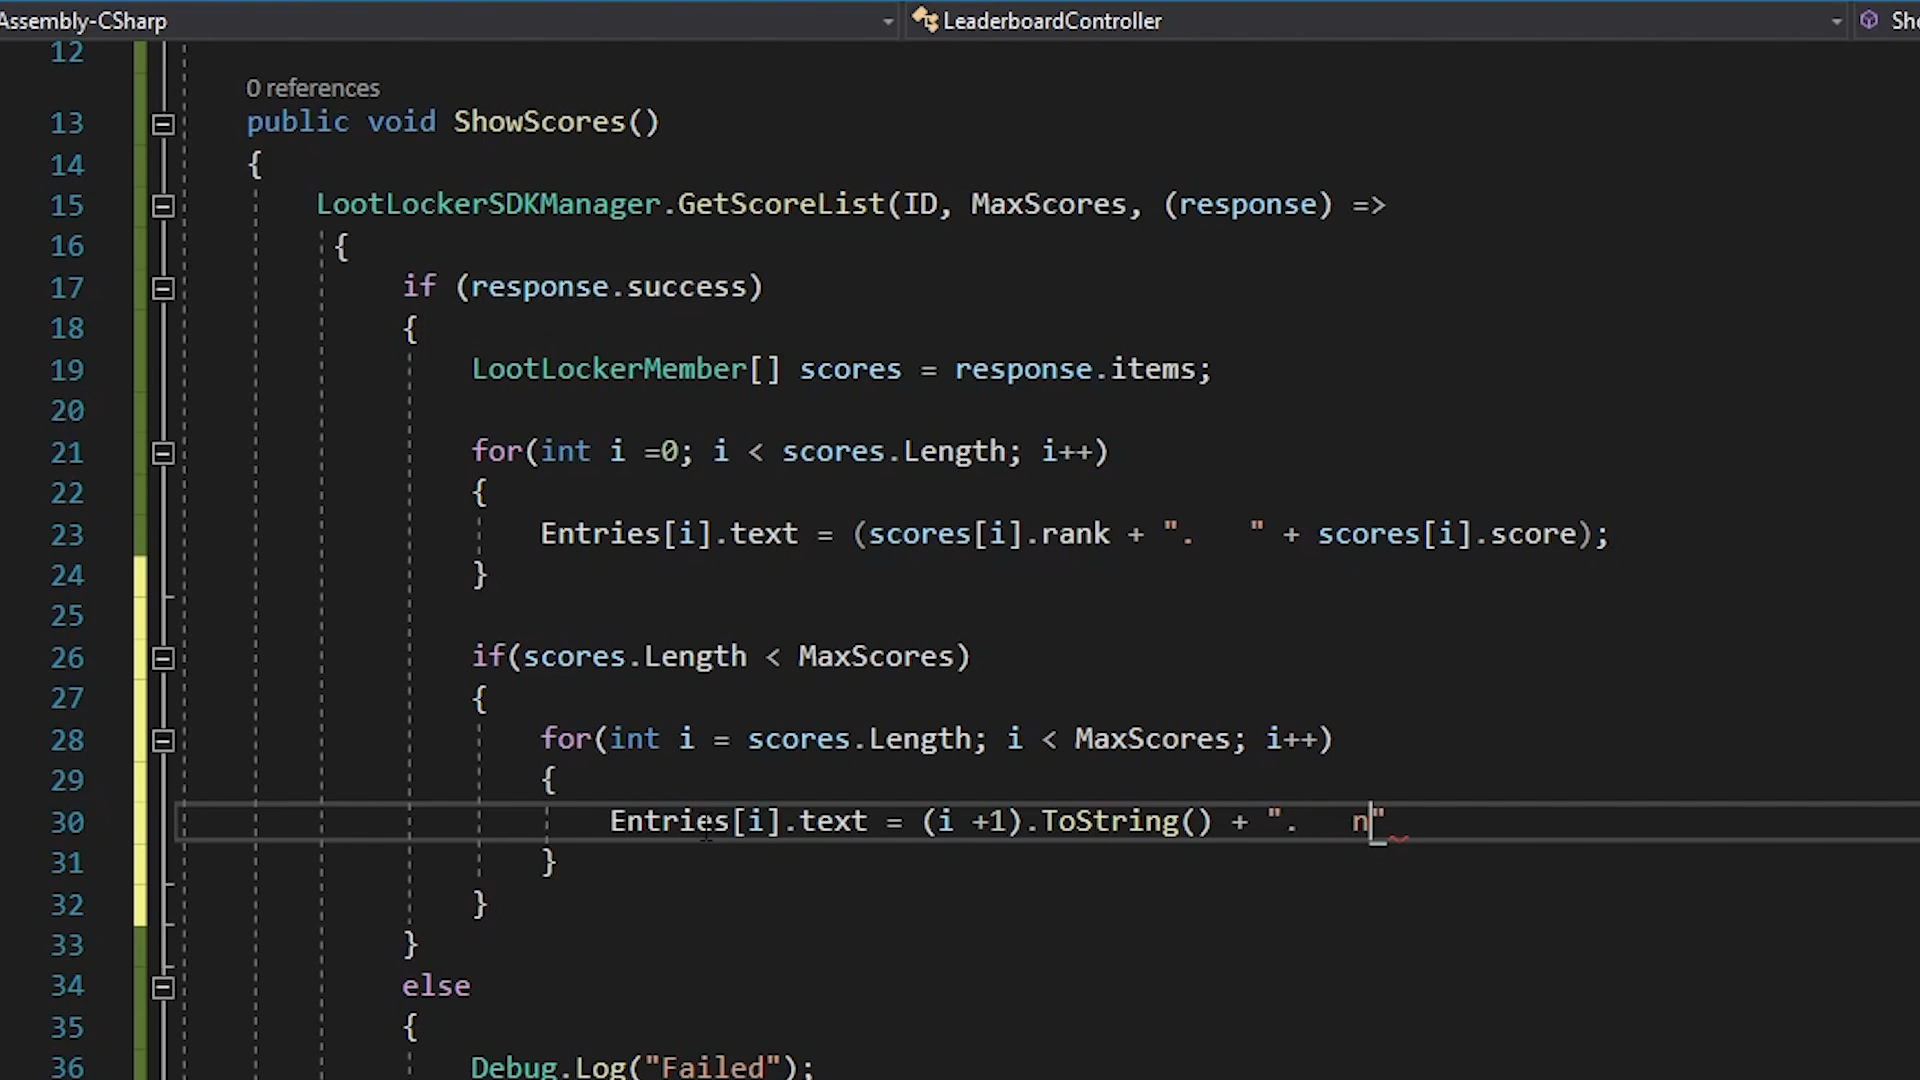 Assembly-CSharp LeaderboardController
12
0 references
13 public void ShowScores()
14 {
15 LootLockerSDKManager.GetScoreList(ID, MaxScores, (response) =>
16 {
17 if (response.success)
18 {
19 LootLockerMember[] scores = response.items;
20
21 for(int i =0; i < scores.Length; i++)
22 {
23 Entries[i].text = (scores[i].rank + ".   " + scores[i].score);
24 }
25
26 if(scores.Length < MaxScores)
27 {
28 for(int i = scores.Length; i < MaxScores; i++)
29 {
30 Entries[i].text = (i +1).ToString() + ".   n"
31 }
32 }
33 }
34 else
35 {
36 Debug.Log("Failed");